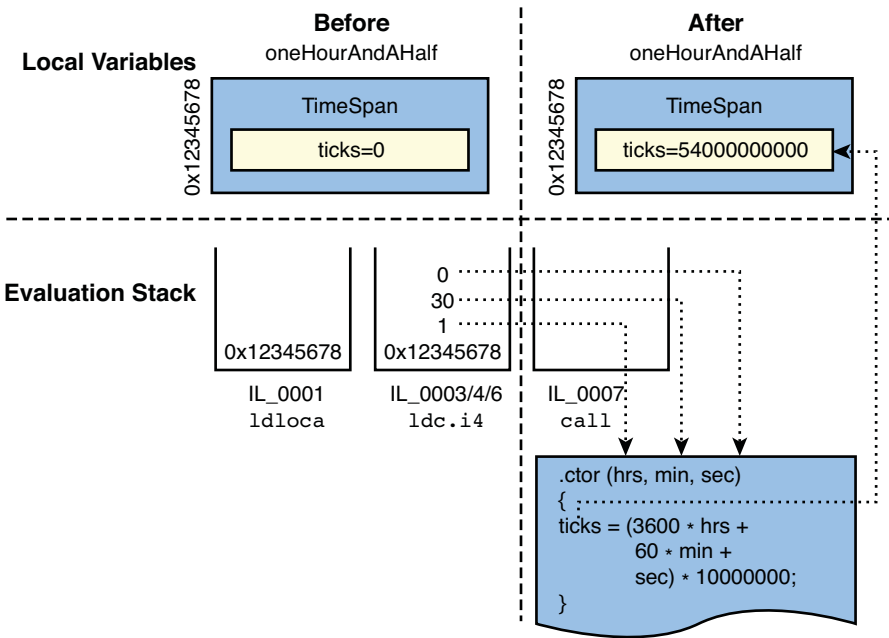 Before
After
Local Variables
oneHourAndAHalf
oneHourAndAHalf
0x12345678
TimeSpan
ticks=0
0x12345678
TimeSpan
ticks=54000000000
Evaluation Stack
0
30
1
0x12345678
0x12345678
IL_0001
IL_0003/4/6
IL_0007
ldloca
ldc.i4
call
.ctor (hrs, min, sec)
{
ticks = (3600 * hrs +
60 * min +
sec) * 10000000;
}